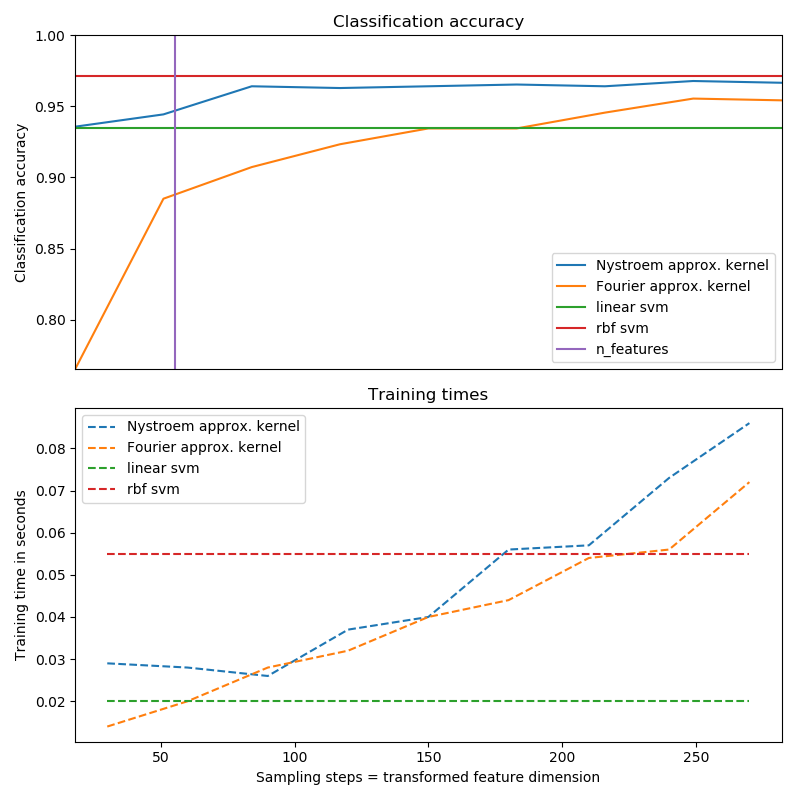 Classification accuracy
1.00
0.95
0.90
0.85
0.80
Classification accuracy
Nystroem approx. kernel
Fourier approx. kernel
linear svm
rbf svm
n_features
Training times
Nystroem approx. kernel
Fourier approx. kernel
linear svm
rbf svm
0.08
0.07
0.06
0.05
0.04
0.03
0.02
Training time in seconds
50
100
150
200
250
Sampling steps = transformed feature dimension